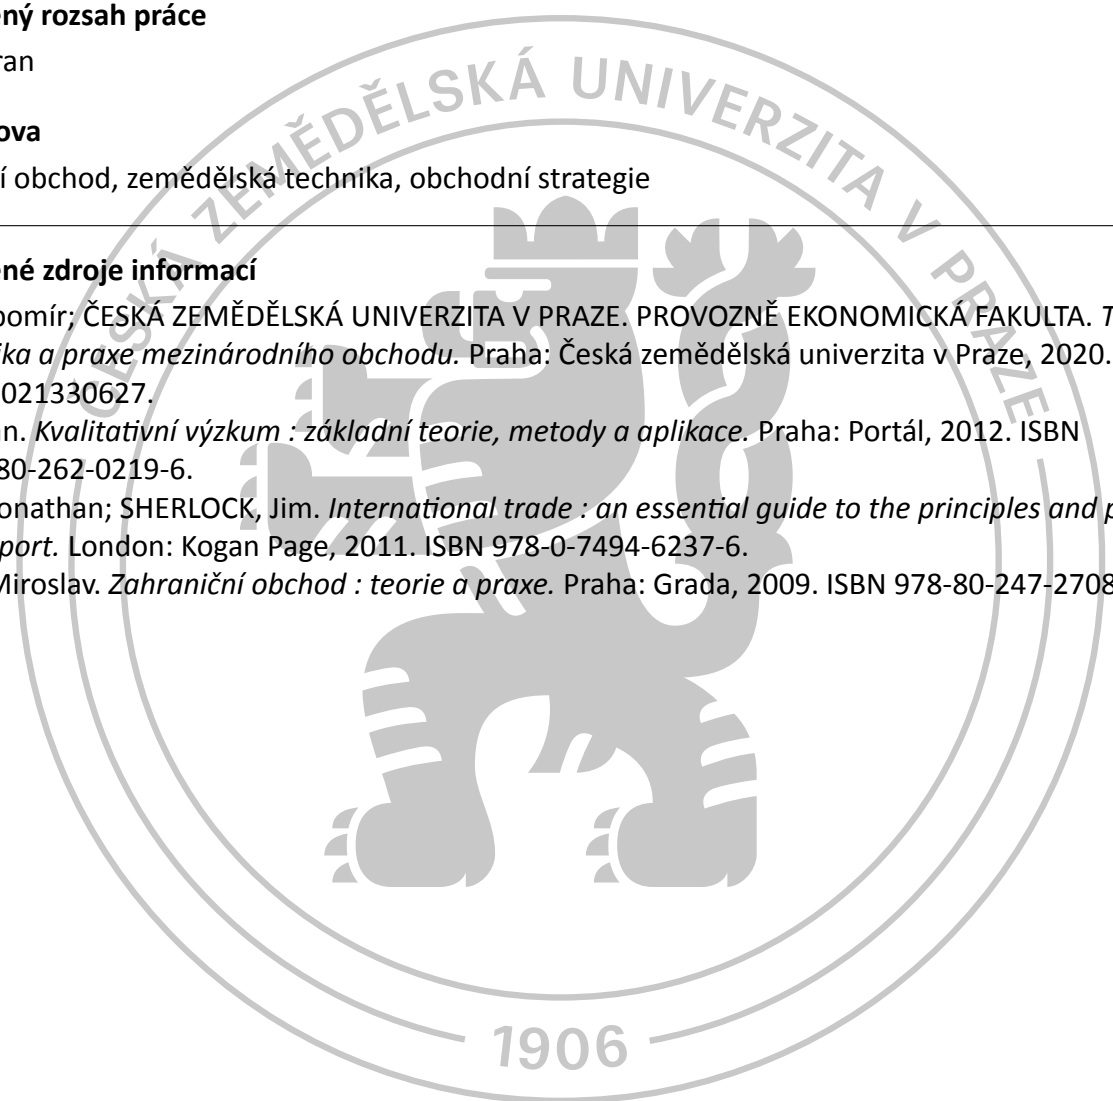 ený rozsah práce
ran
ova
í obchod, zemědělská technika, obchodní strategie
ené zdroje informací
bomír; ČESKÁ ZEMĚDĚLSKÁ UNIVERZITA V PRAZE. PROVOZNĚ EKONOMICKÁ FAKULTA. T
ika a praxe mezinárodního obchodu. Praha: Česká zemědělská univerzita v Praze, 2020.
021330627.
n. Kvalitativní výzkum : základní teorie, metody a aplikace. Praha: Portál, 2012. ISBN
80-262-0219-6.
onathan; SHERLOCK, Jim. International trade : an essential guide to the principles and p
port. London: Kogan Page, 2011. ISBN 978-0-7494-6237-6.
Miroslav. Zahraniční obchod : teorie a praxe. Praha: Grada, 2009. ISBN 978-80-247-2708
ČESKÁ ZEMĚDĚLSKÁ UNIVERZITA V PRAZE
1906